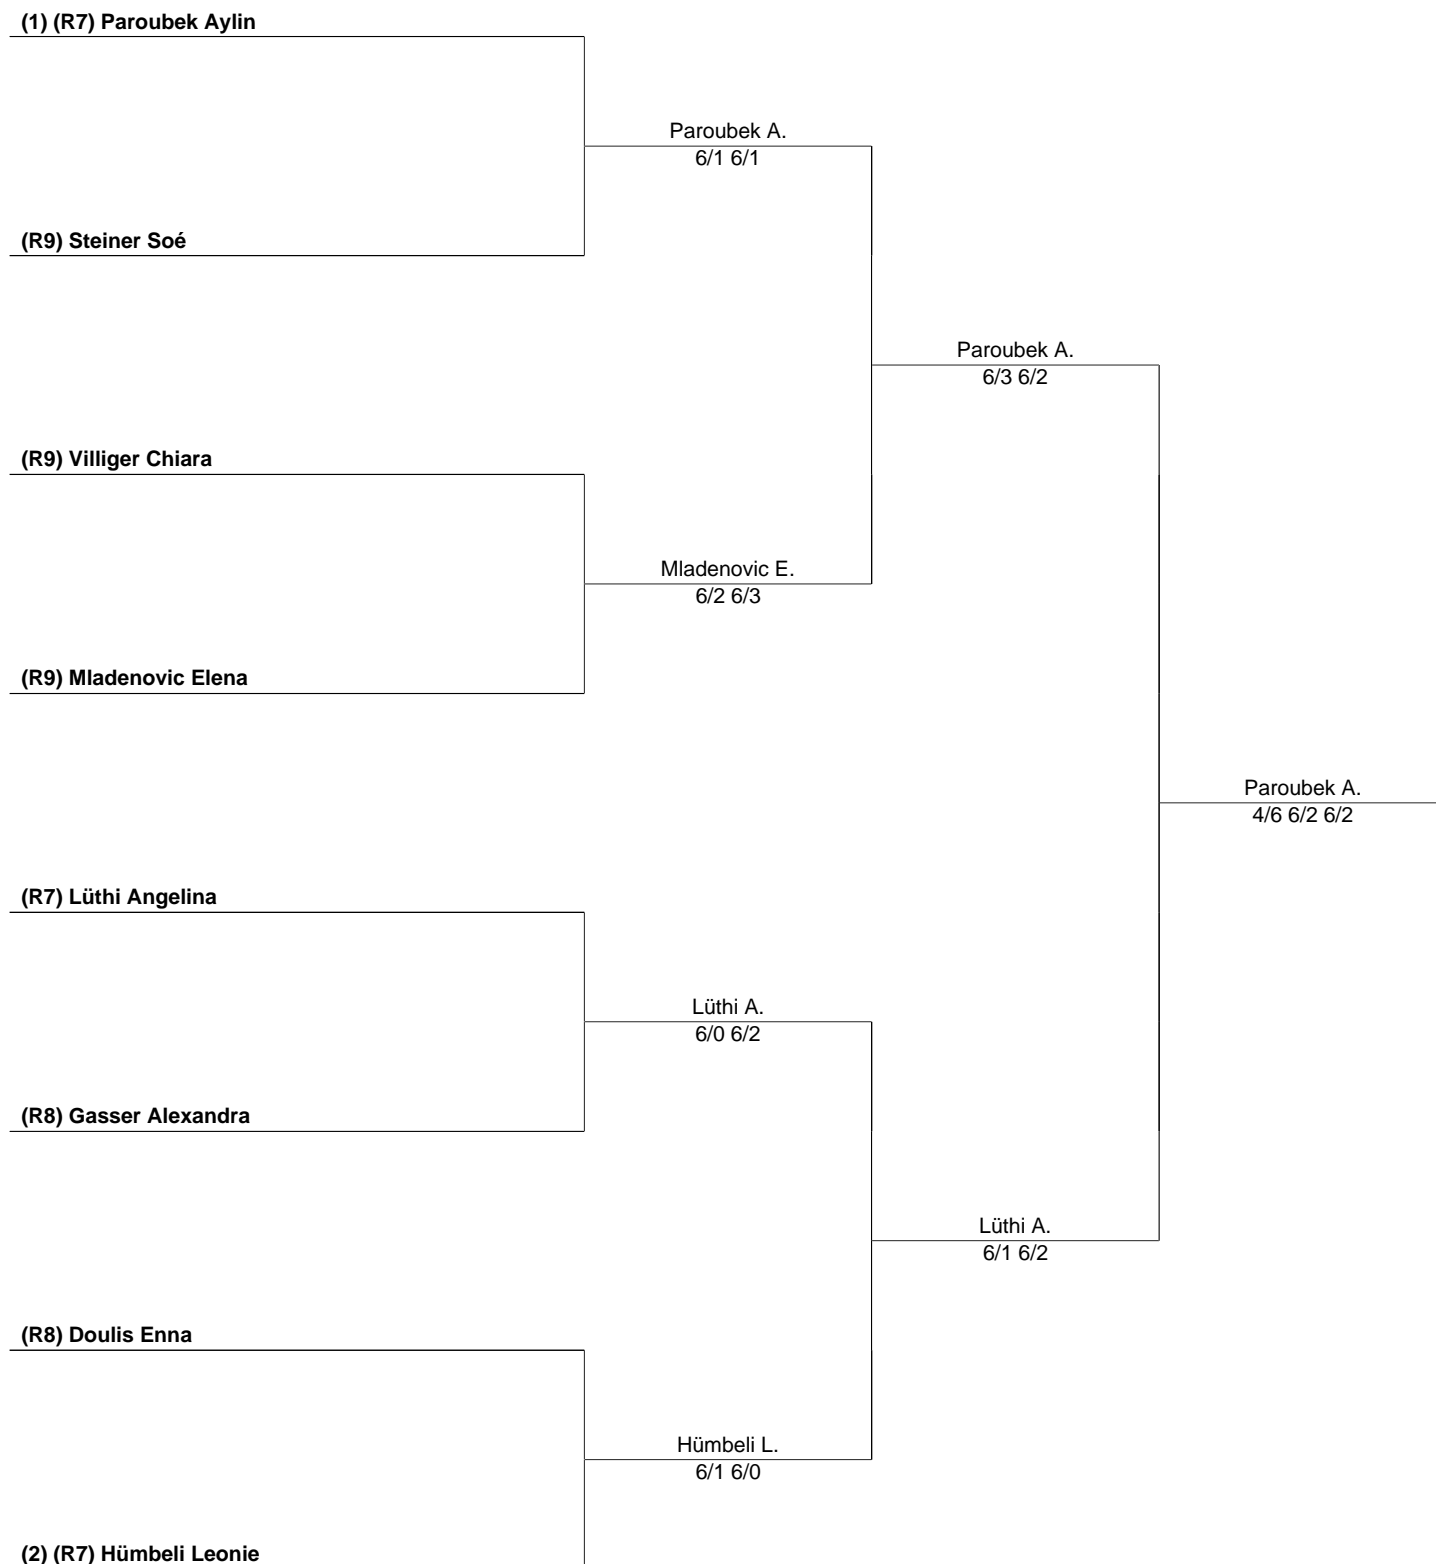 (1) (R7) Paroubek Aylin
Paroubek A.
6/1 6/1
(R9) Steiner Soé
Paroubek A.
6/3 6/2
(R9) Villiger Chiara
Mladenovic E.
6/2 6/3
(R9) Mladenovic Elena
Paroubek A.
4/6 6/2 6/2
(R7) Lüthi Angelina
Lüthi A.
6/0 6/2
(R8) Gasser Alexandra
Lüthi A.
6/1 6/2
(R8) Doulis Enna
Hümbeli L.
6/1 6/0
(2) (R7) Hümbeli Leonie